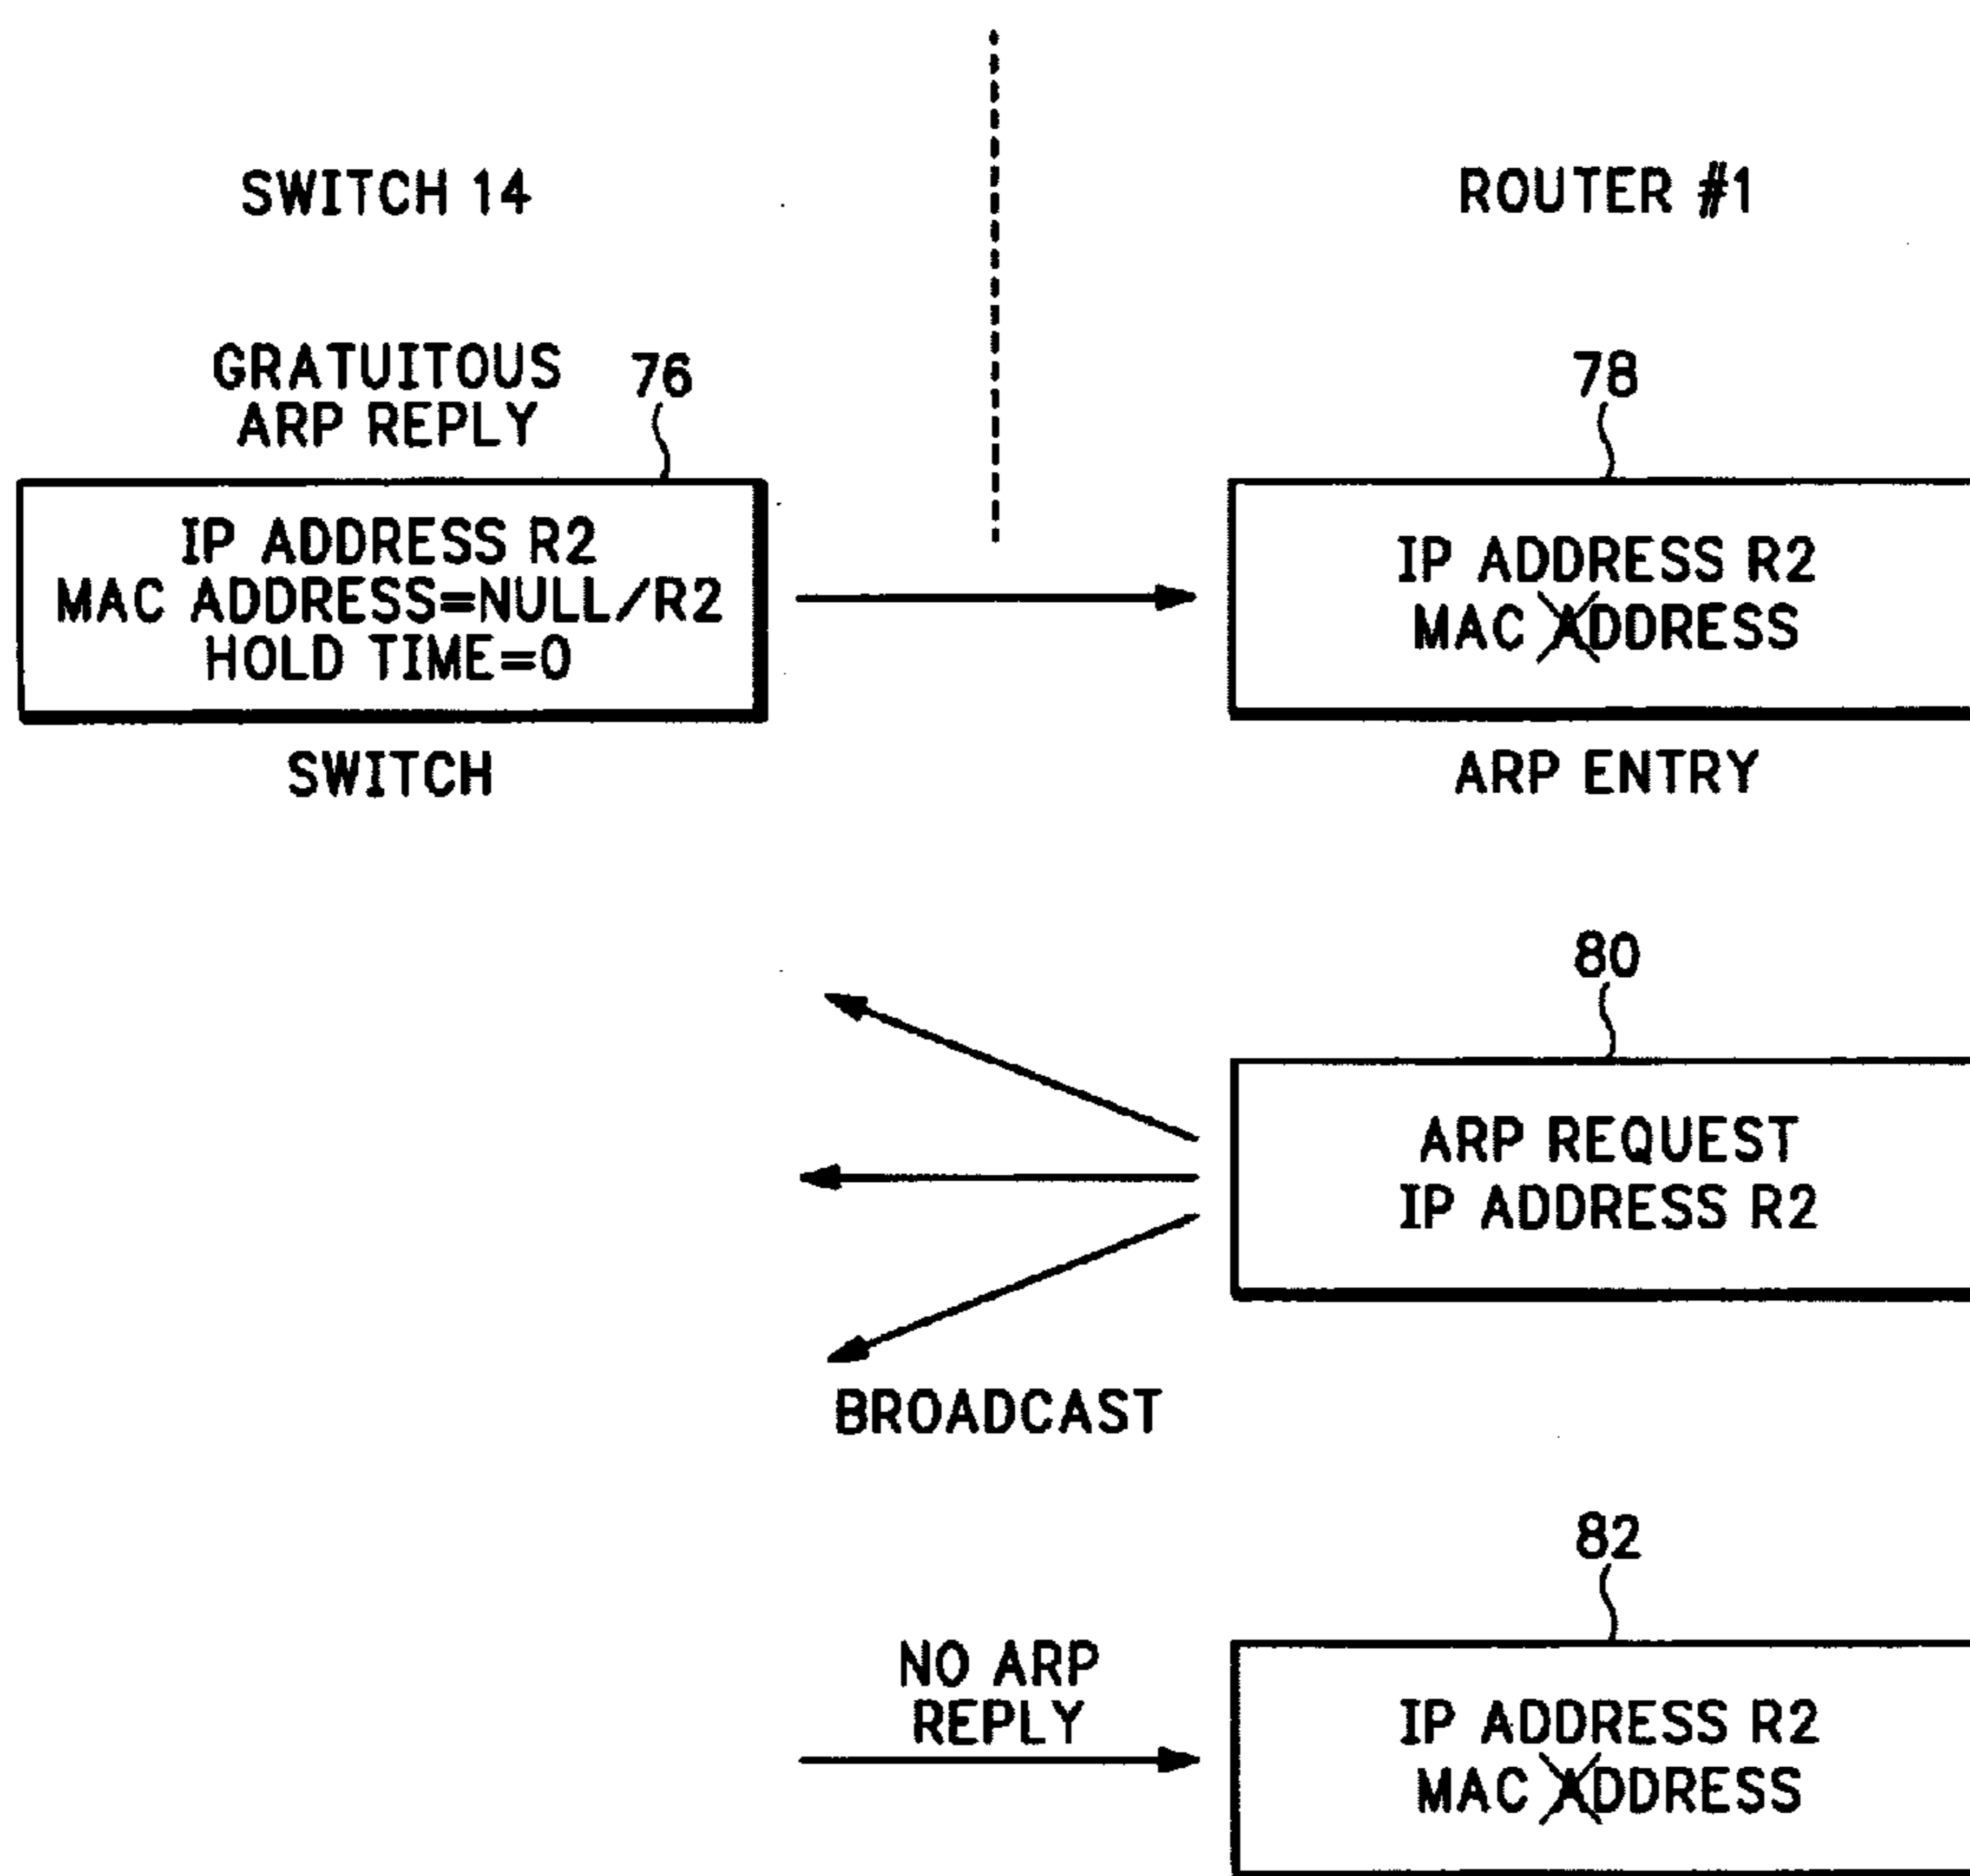 SWITCH 14
ROUTER #1
GRATUITOUS
ARP REPLY
76
78
IP ADDRESS R2
MAC ADDRESS=NULL/R2
HOLD TIME=0
IP ADDRESS R2
MAC ADDRESS
SWITCH
ARP ENTRY
80
ARP REQUEST
IP ADDRESS R2
BROADCAST
82
NO ARP
REPLY
IP ADDRESS R2
MAC ADDRESS